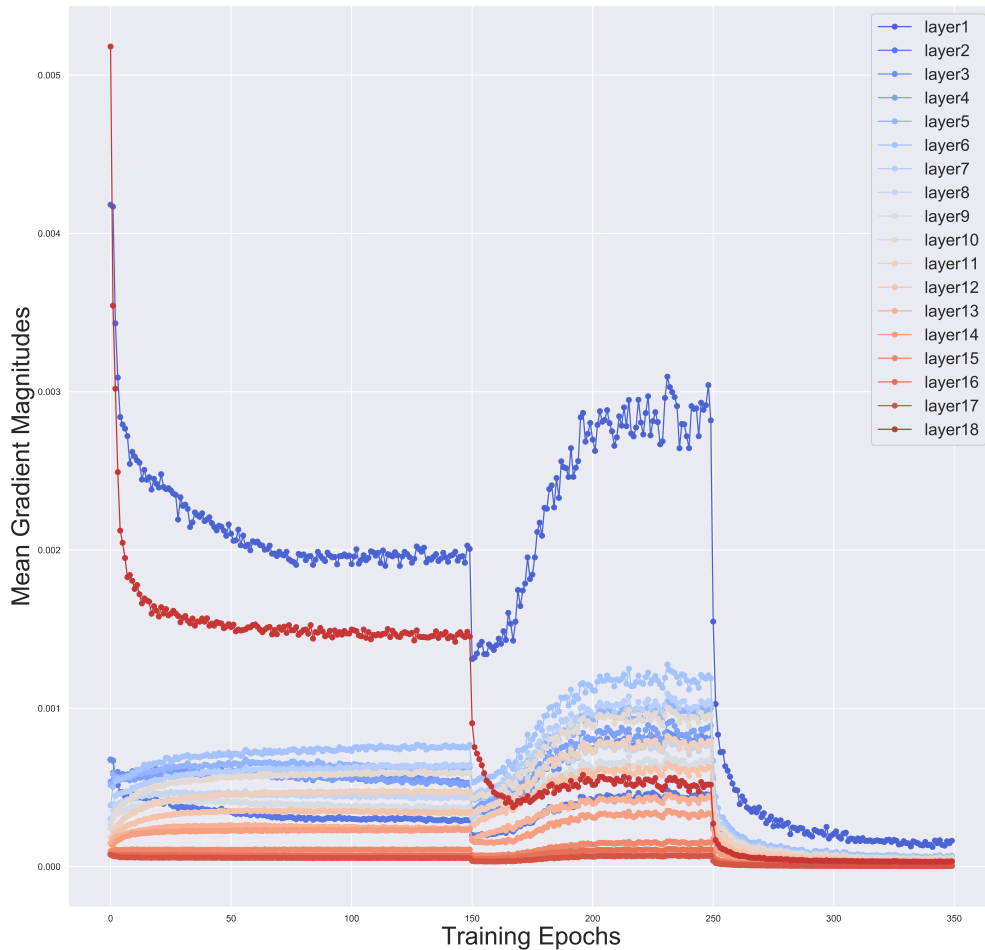 layer1
layer2
layer3
layer4
layer5
layer6
layer7
layer8
layer9
layer10
layer11
layer12
layer13
layer14
layer15
layer16
layer17
layer18
Mean Gradient Magnitudes
0.005
0.004
0.003
0.002
0.001
0.000
0 50 100 150 200 250 300 350
Training Epochs